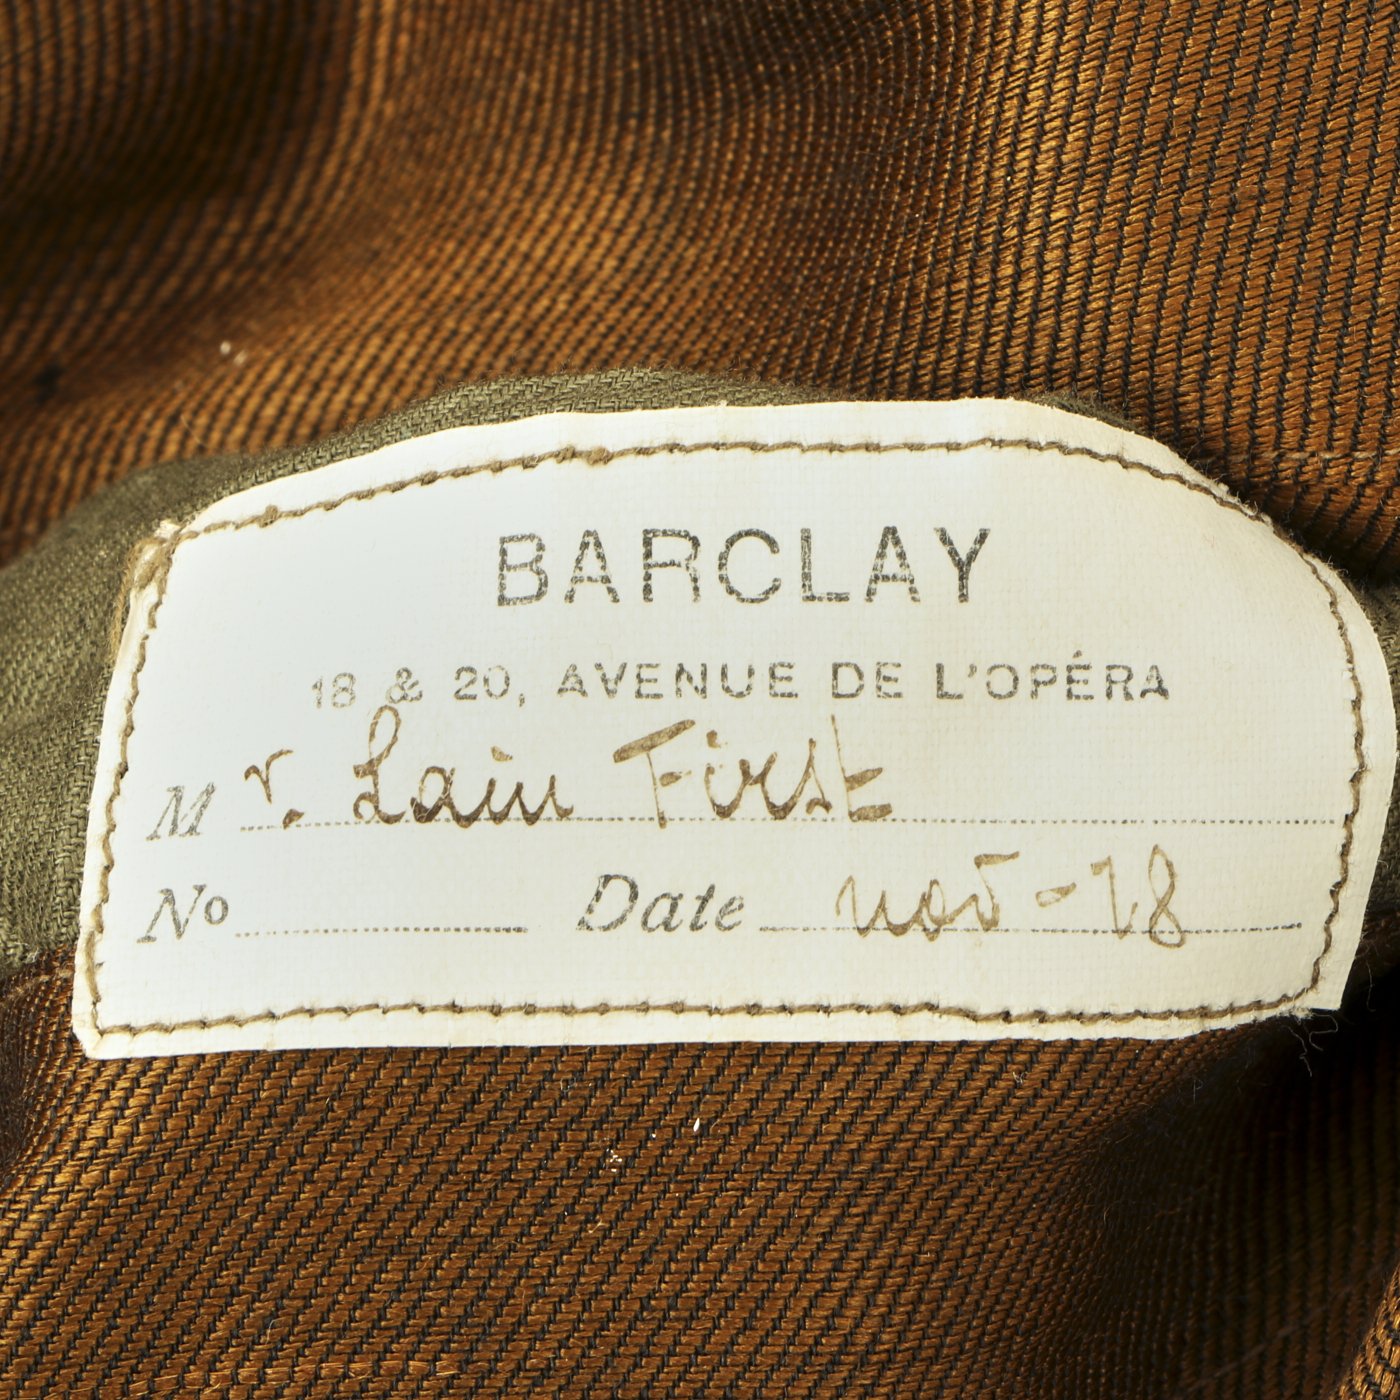 BARCLAY
18 & 20, AVENUE DE L'OPÉRA
Mr. Lain First
No Date nov - 18